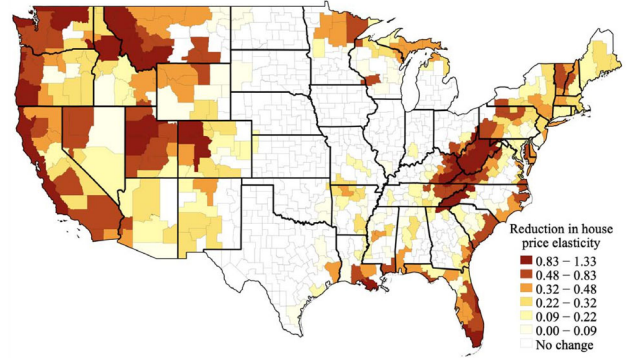 Reduction in house
price elasticity
0.83 – 1.33
0.48 – 0.83
0.32 – 0.48
0.22 – 0.32
0.09 – 0.22
0.00 – 0.09
No change